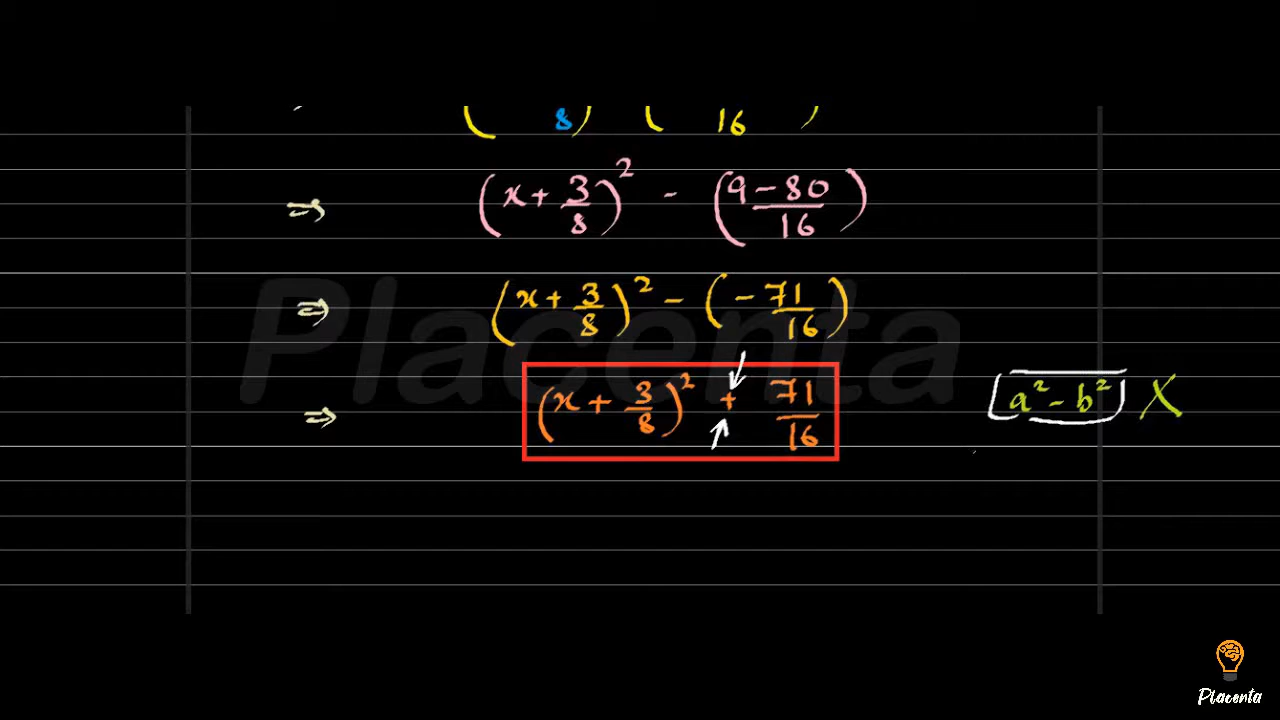 ( 8 ) ( 16 )
⇒ (x + 3/8)² - (9 - 80/16)
⇒ (x + 3/8)² - (-71/16)
⇒ (x + 3/8)² + 71/16 a² - b² X
Placenta
Placenta